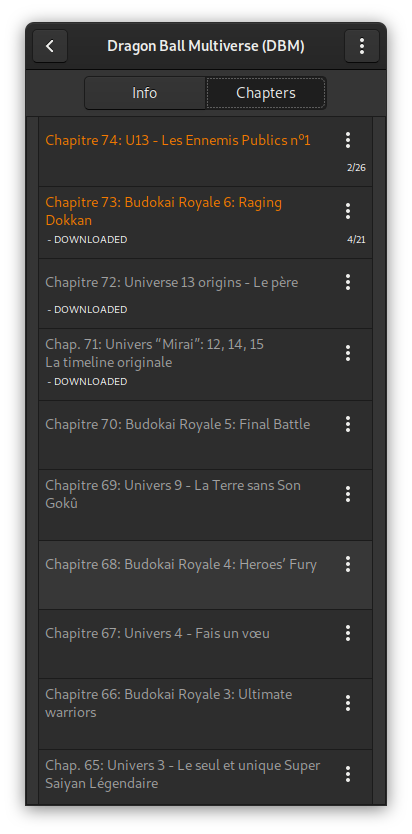 Dragon Ball Multiverse (DBM)
Info
Chapters
Chapitre 74: U13 - Les Ennemis Publics nº1
2/26
Chapitre 73: Budokai Royale 6: Raging
Dokkan
- DOWNLOADED
4/21
Chapitre 72: Universe 13 origins - Le père
- DOWNLOADED
Chap. 71: Univers “Mirai”: 12, 14, 15
La timeline originale
- DOWNLOADED
Chapitre 70: Budokai Royale 5: Final Battle
Chapitre 69: Univers 9 - La Terre sans Son
Gokû
Chapitre 68: Budokai Royale 4: Heroes’ Fury
Chapitre 67: Univers 4 - Fais un vœu
Chapitre 66: Budokai Royale 3: Ultimate
warriors
Chap. 65: Univers 3 - Le seul et unique Super
Saiyan Légendaire